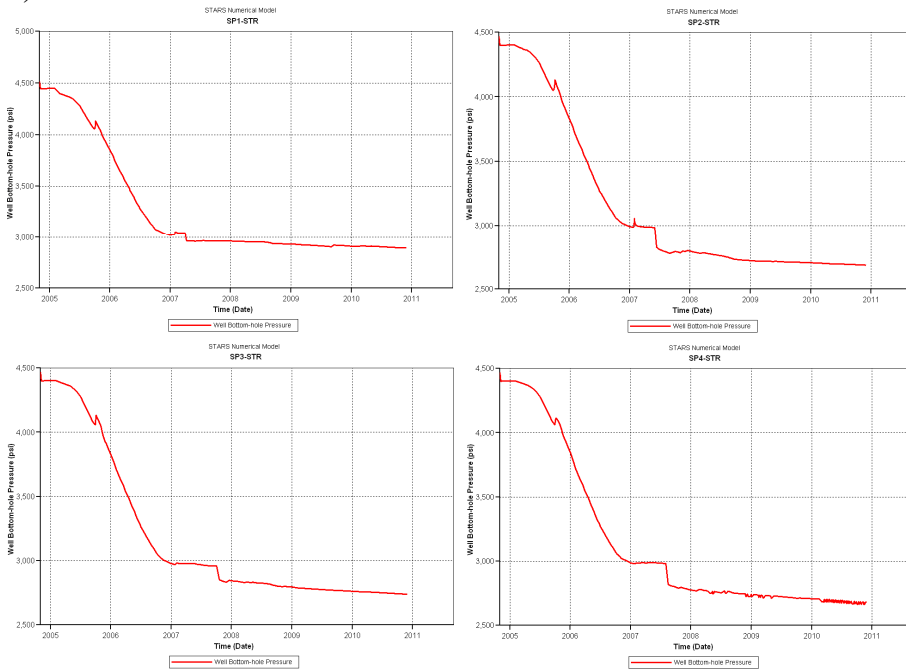 STARS Numerical Model
SP1-STR
Well Bottom-hole Pressure (psi)
5,000
4,500
4,000
3,500
3,000
2,500
2005 2006 2007 2008 2009 2010 2011
Time (Date)
Well Bottom-hole Pressure
STARS Numerical Model
SP2-STR
Well Bottom-hole Pressure (psi)
4,500
4,000
3,500
3,000
2,500
2005 2006 2007 2008 2009 2010 2011
Time (Date)
Well Bottom-hole Pressure
STARS Numerical Model
SP3-STR
Well Bottom-hole Pressure (psi)
4,500
4,000
3,500
3,000
2,500
2005 2006 2007 2008 2009 2010 2011
Time (Date)
Well Bottom-hole Pressure
STARS Numerical Model
SP4-STR
Well Bottom-hole Pressure (psi)
4,500
4,000
3,500
3,000
2,500
2005 2006 2007 2008 2009 2010 2011
Time (Date)
Well Bottom-hole Pressure